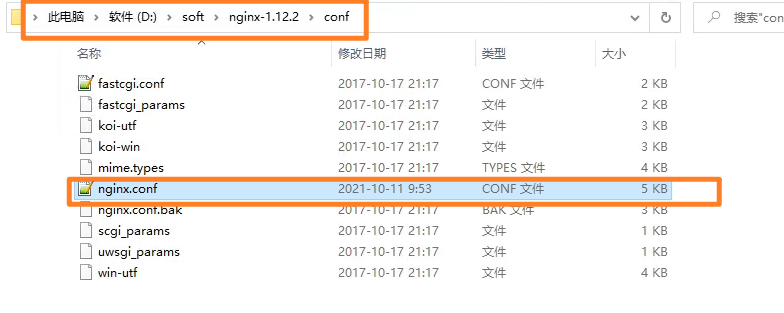 此电脑 > 软件 (D:) > soft > nginx-1.12.2 > conf 搜索"con
名称 修改日期 类型 大小
fastcgi.conf 2017-10-17 21:17 CONF 文件 2 KB
fastcgi_params 2017-10-17 21:17 文件 2 KB
koi-utf 2017-10-17 21:17 文件 3 KB
koi-win 2017-10-17 21:17 文件 3 KB
mime.types 2017-10-17 21:17 TYPES 文件 4 KB
nginx.conf 2021-10-11 9:53 CONF 文件 5 KB
nginx.conf.bak 2017-10-17 21:17 BAK 文件 3 KB
scgi_params 2017-10-17 21:17 文件 1 KB
uwsgi_params 2017-10-17 21:17 文件 1 KB
win-utf 2017-10-17 21:17 文件 4 KB